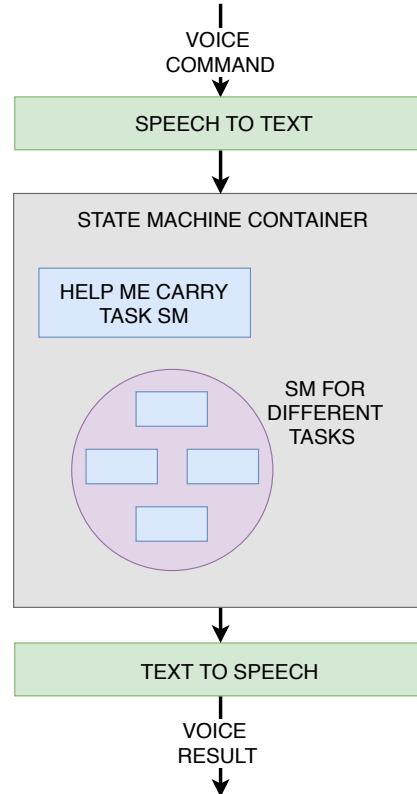 VOICE
COMMAND
SPEECH TO TEXT
STATE MACHINE CONTAINER
HELP ME CARRY
TASK SM
SM FOR
DIFFERENT
TASKS
TEXT TO SPEECH
VOICE
RESULT